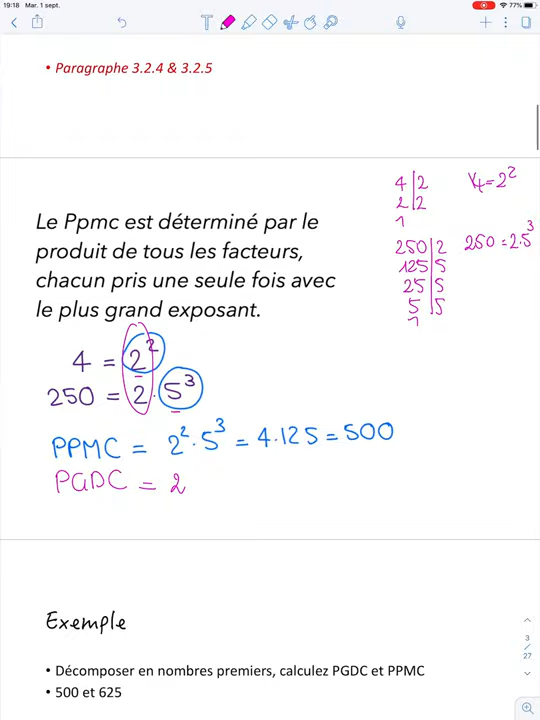 19:18 Mar. 1 sept.
77%
• Paragraphe 3.2.4 & 3.2.5
4 | 2
2 | 2
1
4 = 2²
250 | 2
125 | 5
25 | 5
5 | 5
1
250 = 2.5³
Le Ppmc est déterminé par le
produit de tous les facteurs,
chacun pris une seule fois avec
le plus grand exposant.
4 = 2²
250 = 2 . 5³
PPMC = 2² . 5³ = 4.125 = 500
PGDC = 2
3
/
27
Exemple
• Décomposer en nombres premiers, calculez PGDC et PPMC
• 500 et 625